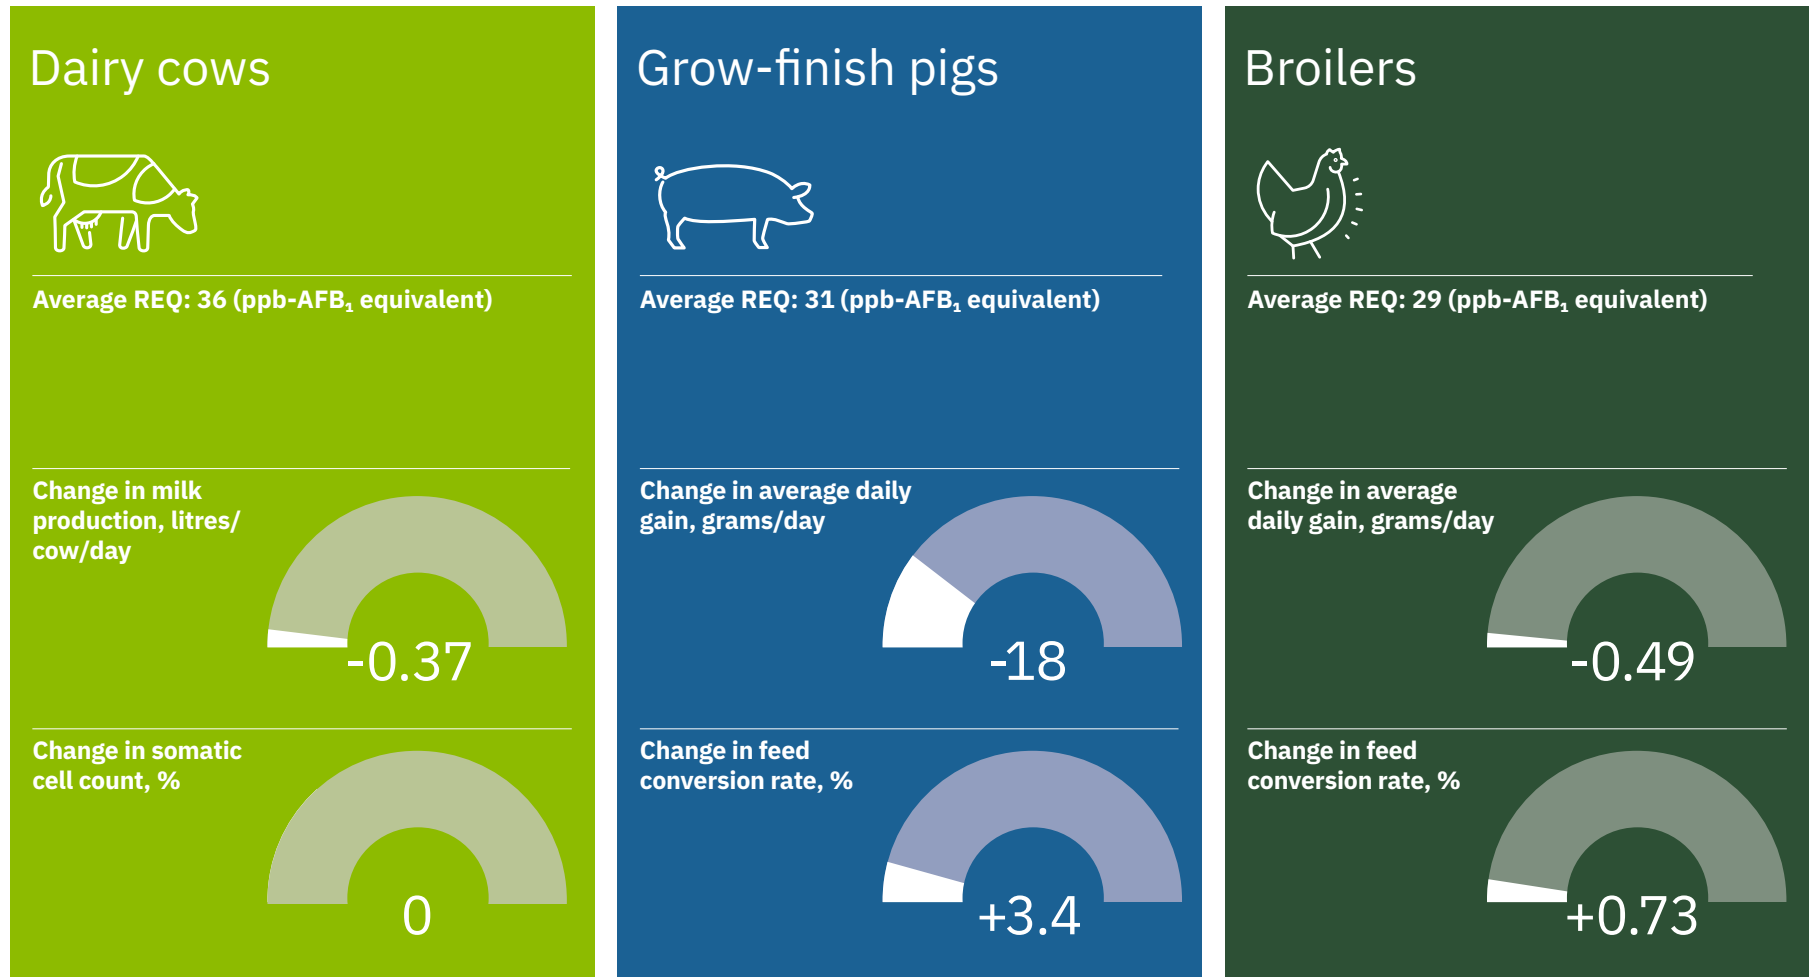 Dairy cows
Average REQ: 36 (ppb-AFB₁ equivalent)
Change in milk
production, litres/
cow/day
-0.37
Change in somatic
cell count, %
0
Grow-finish pigs
Average REQ: 31 (ppb-AFB₁ equivalent)
Change in average daily
gain, grams/day
-18
Change in feed
conversion rate, %
+3.4
Broilers
Average REQ: 29 (ppb-AFB₁ equivalent)
Change in average
daily gain, grams/day
-0.49
Change in feed
conversion rate, %
+0.73